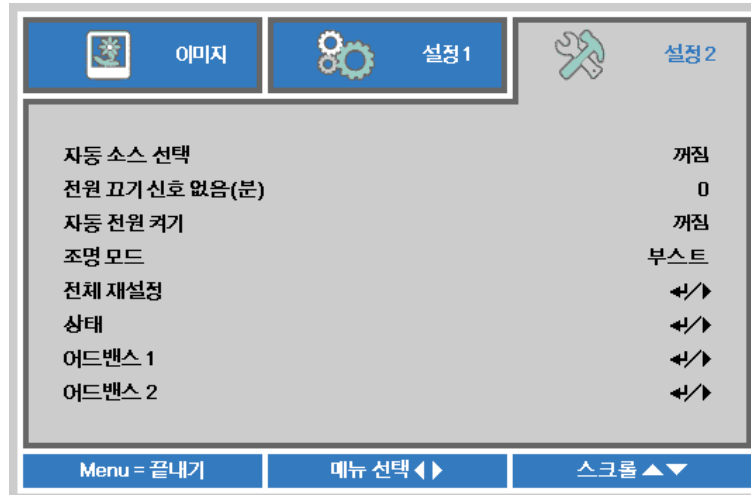 이미지 설정 1 설정 2
자동 소스 선택 꺼짐
전원 끄기 신호 없음(분) 0
자동 전원 켜기 꺼짐
조명 모드 부스트
전체 재설정 ↵/▶
상태 ↵/▶
어드밴스 1 ↵/▶
어드밴스 2 ↵/▶
Menu = 끝내기 메뉴 선택 ◀ ▶ 스크롤 ▲▼